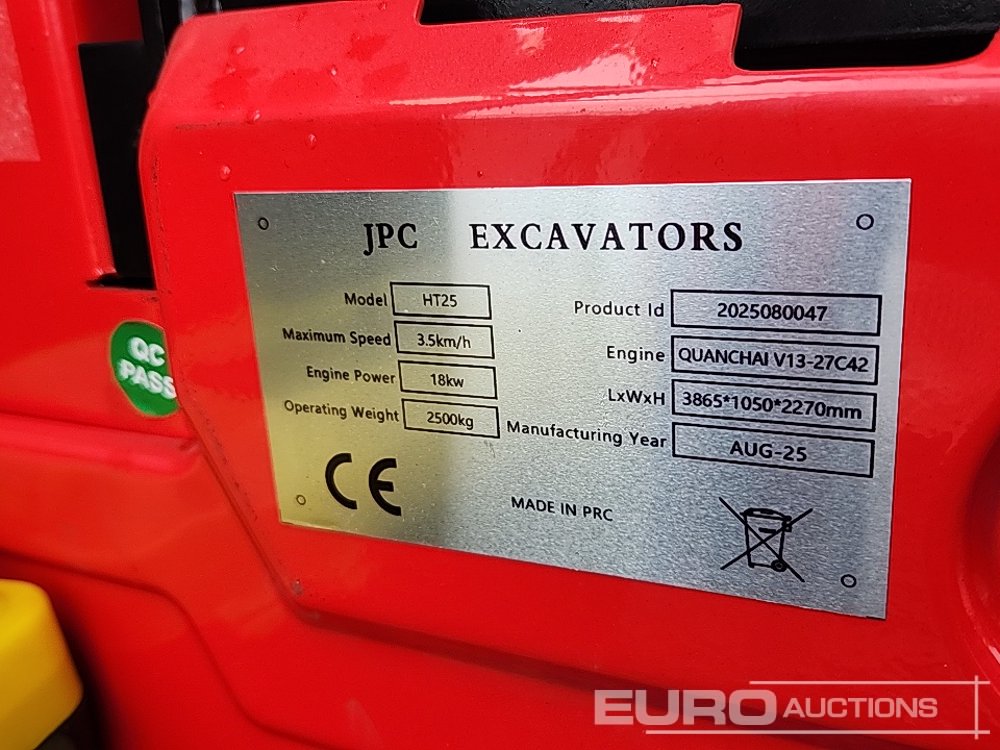 JPC EXCAVATORS
Model HT25
Maximum Speed 3.5km/h
Engine Power 18kw
Operating Weight 2500kg
Product Id 2025080047
Engine QUANCHAI V13-27C42
LxWxH 3865*1050*2270mm
Manufacturing Year AUG-25
CE
MADE IN PRC
QC
PASS
EURO AUCTIONS